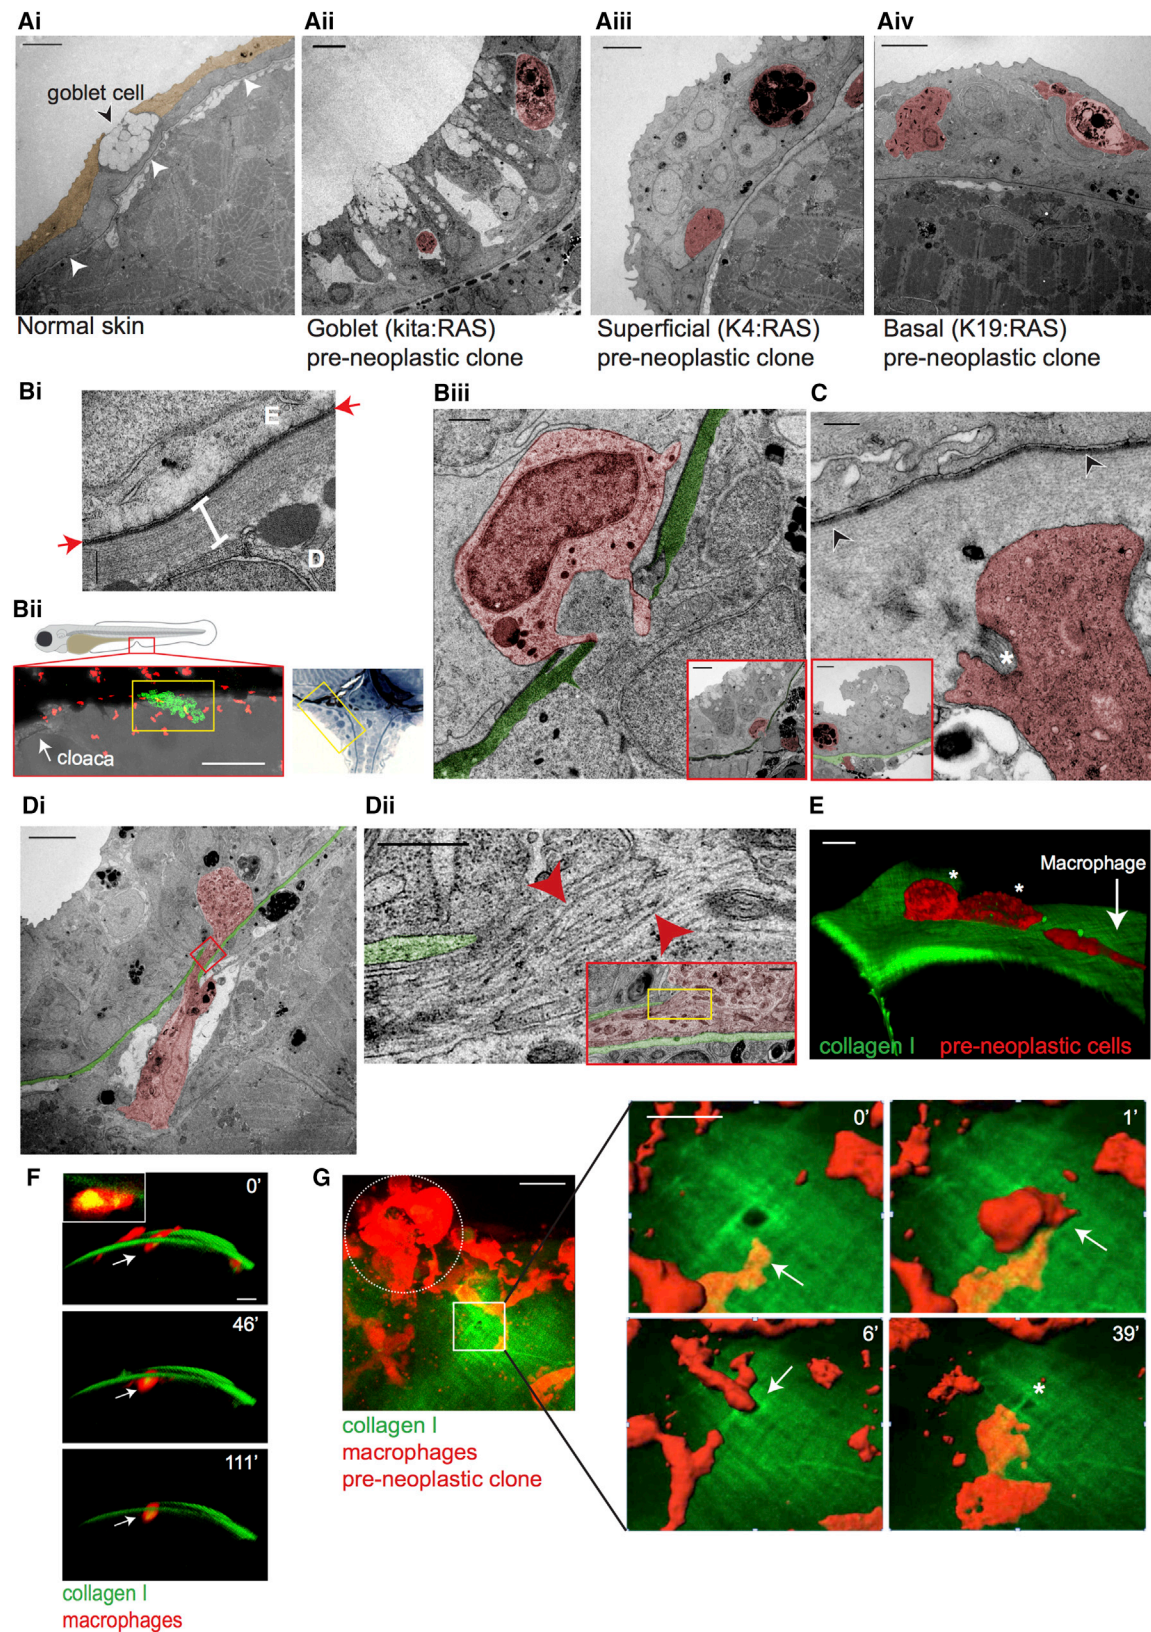 Ai
Aii
Aiii
Aiv
goblet cell
Normal skin
Goblet (kita:RAS)
pre-neoplastic clone
Superficial (K4:RAS)
pre-neoplastic clone
Basal (K19:RAS)
pre-neoplastic clone
Bi
E
D
Bii
cloaca
Biii
C
*
Di
Dii
E
Macrophage
*
*
collagen I
pre-neoplastic cells
F
0'
46'
111'
collagen I
macrophages
G
collagen I
macrophages
pre-neoplastic clone
0'
1'
6'
39'
*